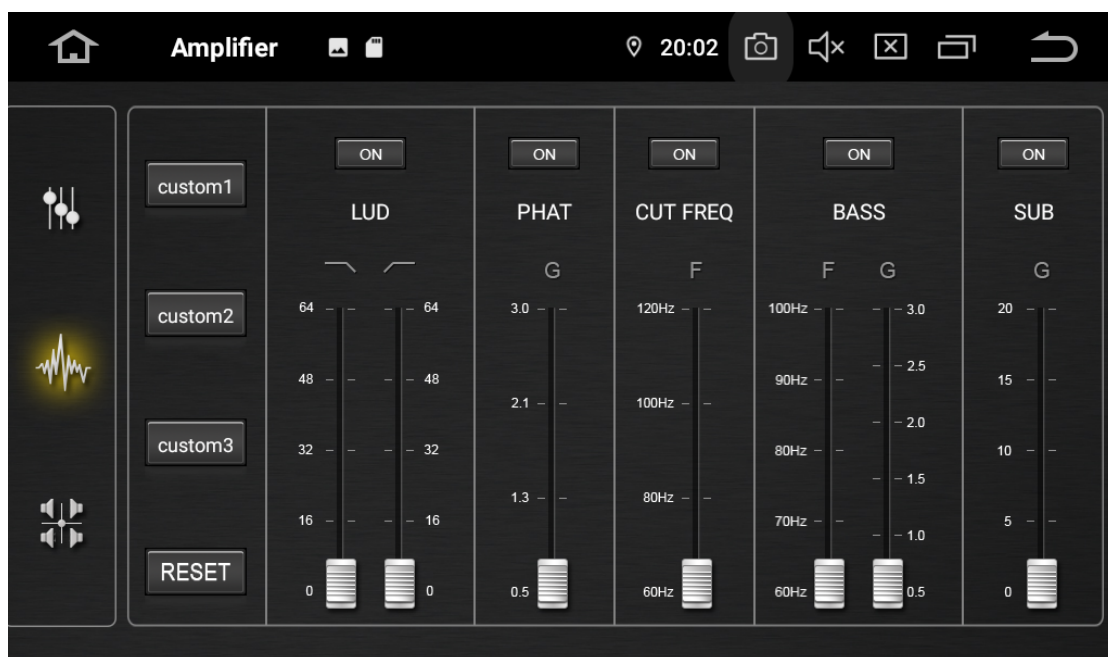 Amplifier
20:02
ON ON ON ON ON
custom1
LUD PHAT CUT FREQ BASS SUB
G F F G G
64 64 3.0 120Hz 100Hz 3.0 20
custom2
2.5
48 48 90Hz 15
2.1 100Hz
2.0
custom3
32 32 80Hz 10
1.5
1.3 80Hz
16 16 70Hz 5
1.0
RESET
0 0 0.5 60Hz 60Hz 0.5 0